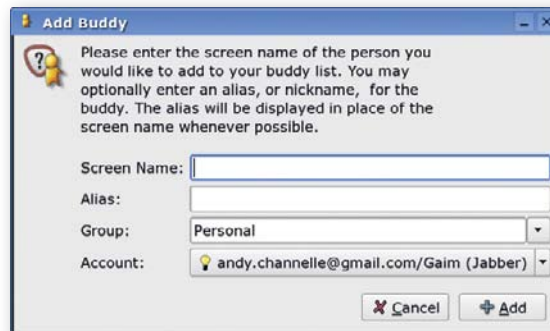 Add Buddy
Please enter the screen name of the person you
would like to add to your buddy list. You may
optionally enter an alias, or nickname,  for the
buddy. The alias will be displayed in place of the
screen name whenever possible.
Screen Name:
Alias:
Group: Personal
Account: andy.channelle@gmail.com/Gaim (Jabber)
Cancel Add